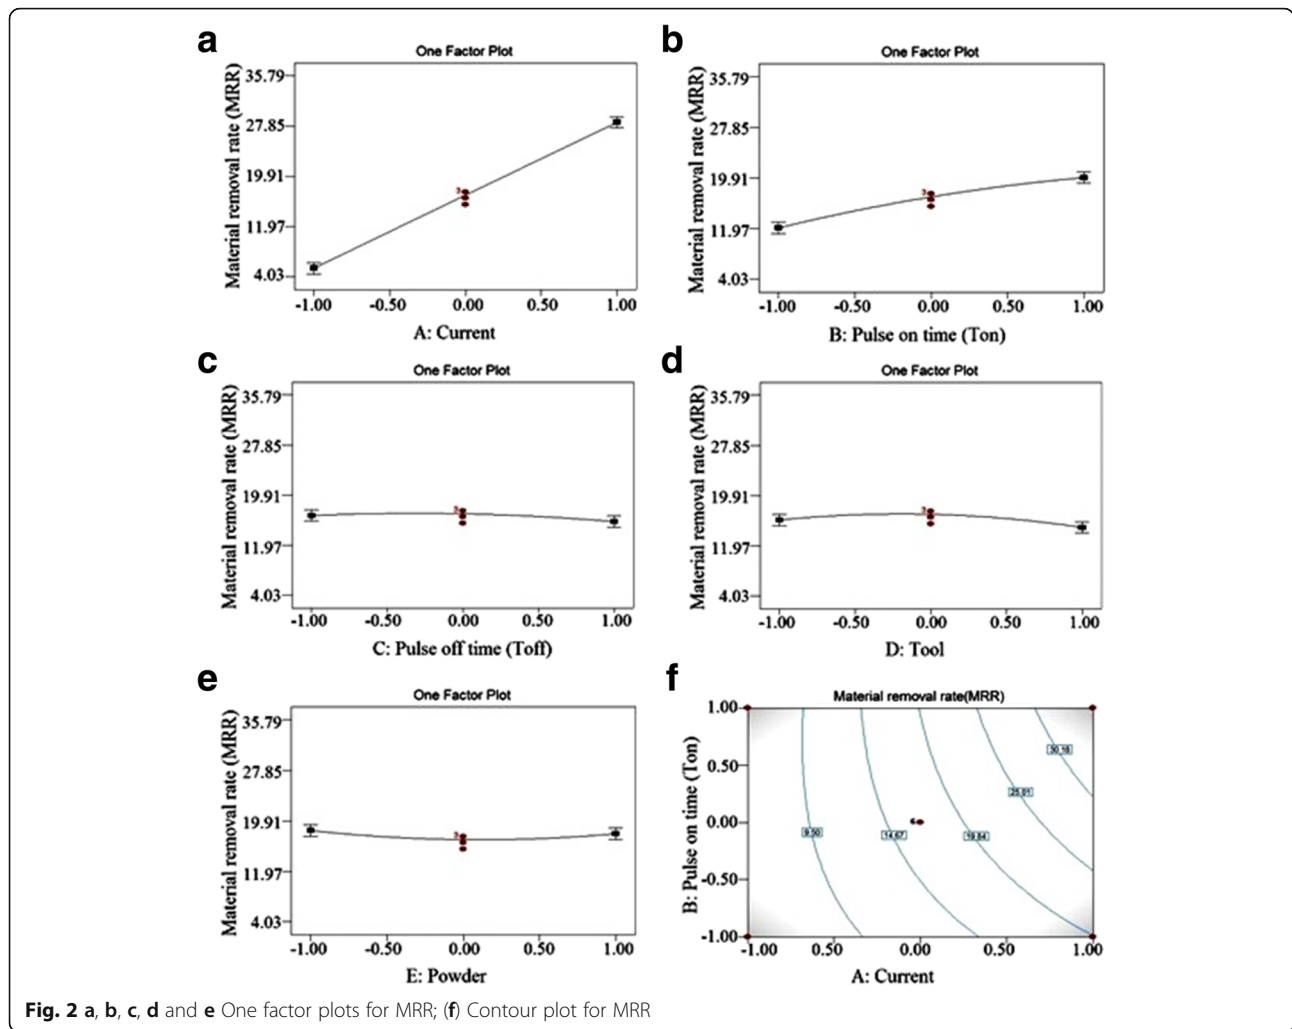 a
One Factor Plot
Material removal rate (MRR)
35.79
27.85
19.91
11.97
4.03
3
-1.00 -0.50 0.00 0.50 1.00
A: Current
b
One Factor Plot
Material removal rate (MRR)
35.79
27.85
19.91
11.97
4.03
-1.00 -0.50 0.00 0.50 1.00
B: Pulse on time (Ton)
c
One Factor Plot
Material removal rate (MRR)
35.79
27.85
19.91
11.97
4.03
-1.00 -0.50 0.00 0.50 1.00
C: Pulse off time (Toff)
d
One Factor Plot
Material removal rate (MRR)
35.79
27.85
19.91
11.97
4.03
-1.00 -0.50 0.00 0.50 1.00
D: Tool
e
One Factor Plot
Material removal rate (MRR)
35.79
27.85
19.91
11.97
4.03
-1.00 -0.50 0.00 0.50 1.00
E: Powder
f
Material removal rate(MRR)
B: Pulse on time (Ton)
1.00
0.50
0.00
-0.50
-1.00
30.18
25.01
9.50 14.67 19.84
6
-1.00 0.50 0.00 0.50 1.00
A: Current
Fig. 2 a, b, c, d and e One factor plots for MRR; (f) Contour plot for MRR